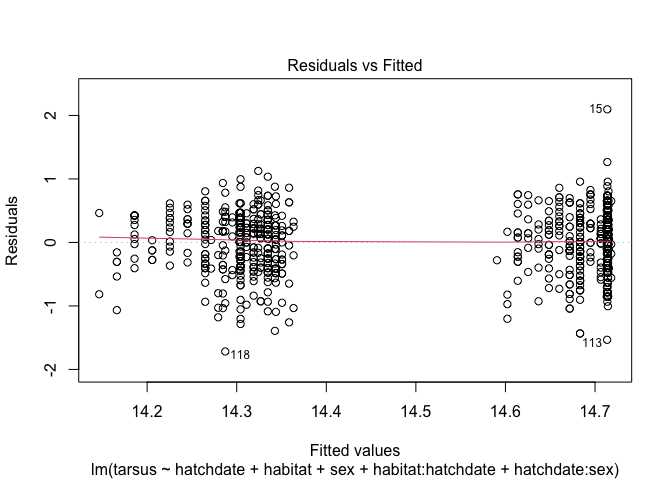 Residuals vs Fitted
Residuals
2
1
0
-1
-2
15
118
113
14.2 14.3 14.4 14.5 14.6 14.7
Fitted values
lm(tarsus ~ hatchdate + habitat + sex + habitat:hatchdate + hatchdate:sex)